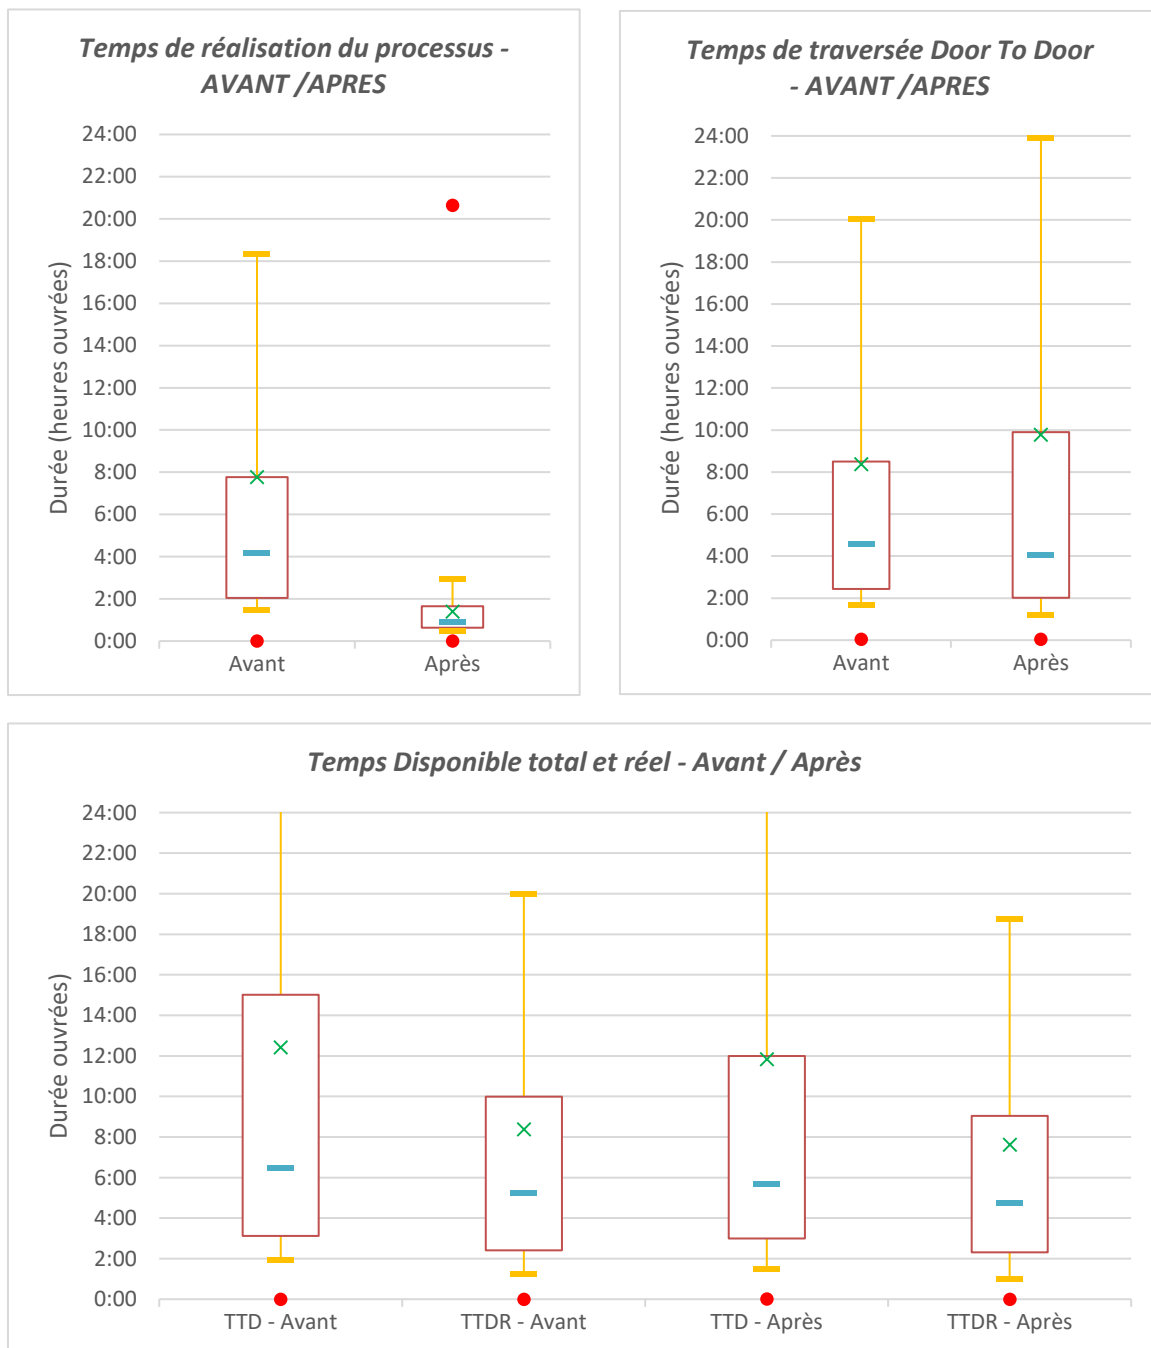 Temps de réalisation du processus -
AVANT /APRES
24:00
22:00
20:00
18:00
16:00
14:00
12:00
10:00
8:00
6:00
4:00
2:00
0:00
Durée (heures ouvrées)
Avant
Après
Temps de traversée Door To Door
- AVANT /APRES
24:00
22:00
20:00
18:00
16:00
14:00
12:00
10:00
8:00
6:00
4:00
2:00
0:00
Durée (heures ouvrées)
Avant
Après
Temps Disponible total et réel - Avant / Après
24:00
22:00
20:00
18:00
16:00
14:00
12:00
10:00
8:00
6:00
4:00
2:00
0:00
Durée ouvrées)
TTD - Avant
TTDR - Avant
TTD - Après
TTDR - Après